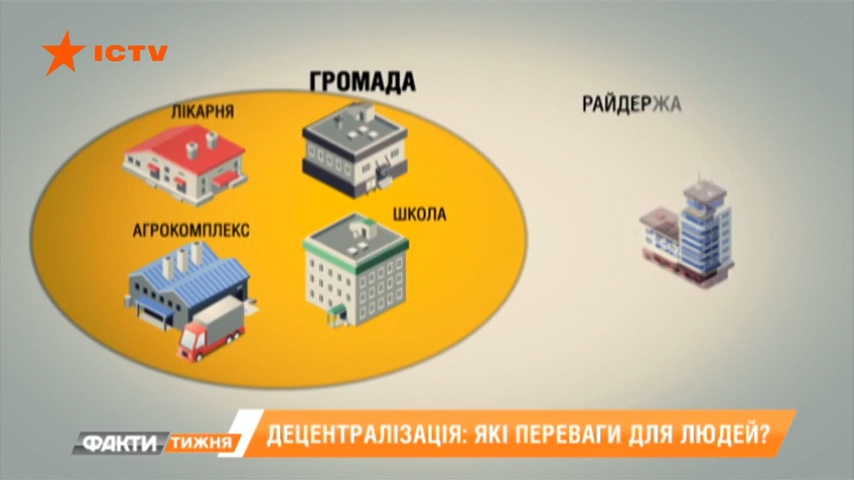 ICTV
ГРОМАДА
ЛІКАРНЯ
РАЙДЕРЖА
ШКОЛА
АГРОКОМПЛЕКС
ДЕЦЕНТРАЛІЗАЦІЯ: ЯКІ ПЕРЕВАГИ ДЛЯ ЛЮДЕЙ?
ФАКТИ ТИЖНЯ